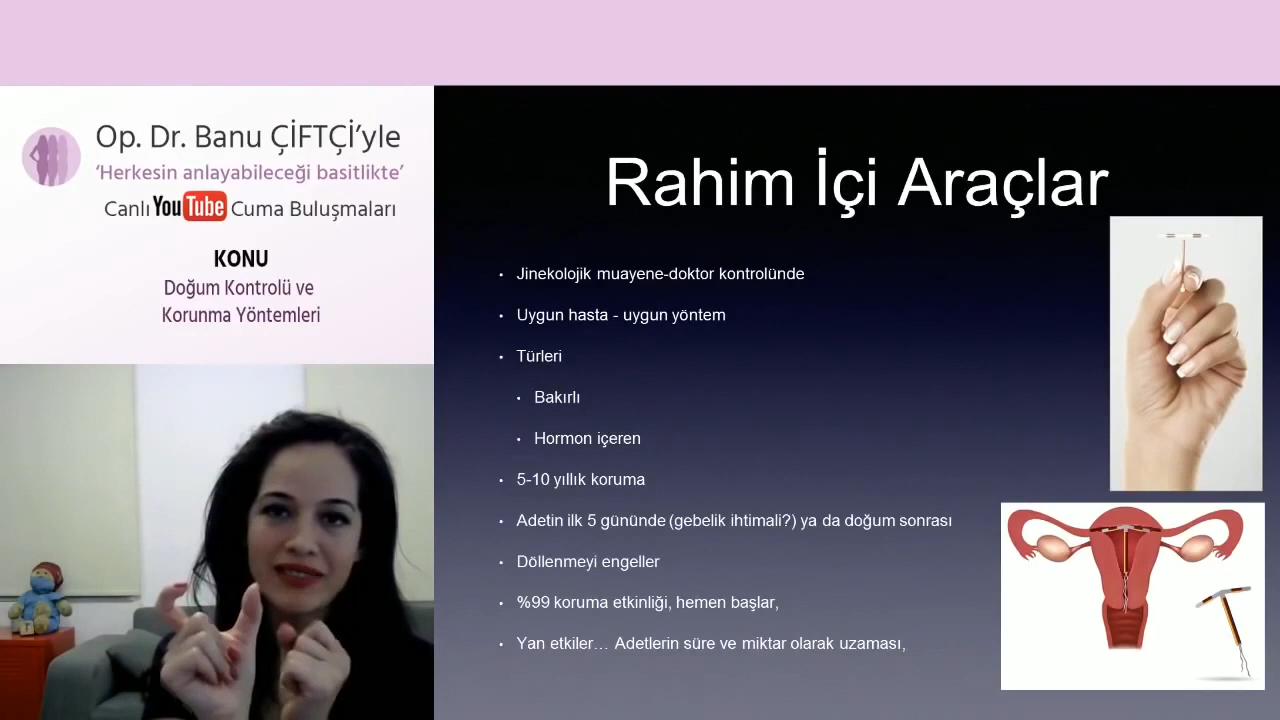 Op. Dr. Banu ÇİFTÇİ'yle
'Herkesin anlayabileceği basitlikte'
Canlı YouTube Cuma Buluşmaları
KONU
Doğum Kontrolü ve
Korunma Yöntemleri
Rahim İçi Araçlar
• Jinekolojik muayene-doktor kontrolünde
• Uygun hasta - uygun yöntem
• Türleri
• Bakırlı
• Hormon içeren
• 5-10 yıllık koruma
• Adetin ilk 5 gününde (gebelik ihtimali?) ya da doğum sonrası
• Döllenmeyi engeller
• %99 koruma etkinliği, hemen başlar,
• Yan etkiler… Adetlerin süre ve miktar olarak uzaması,